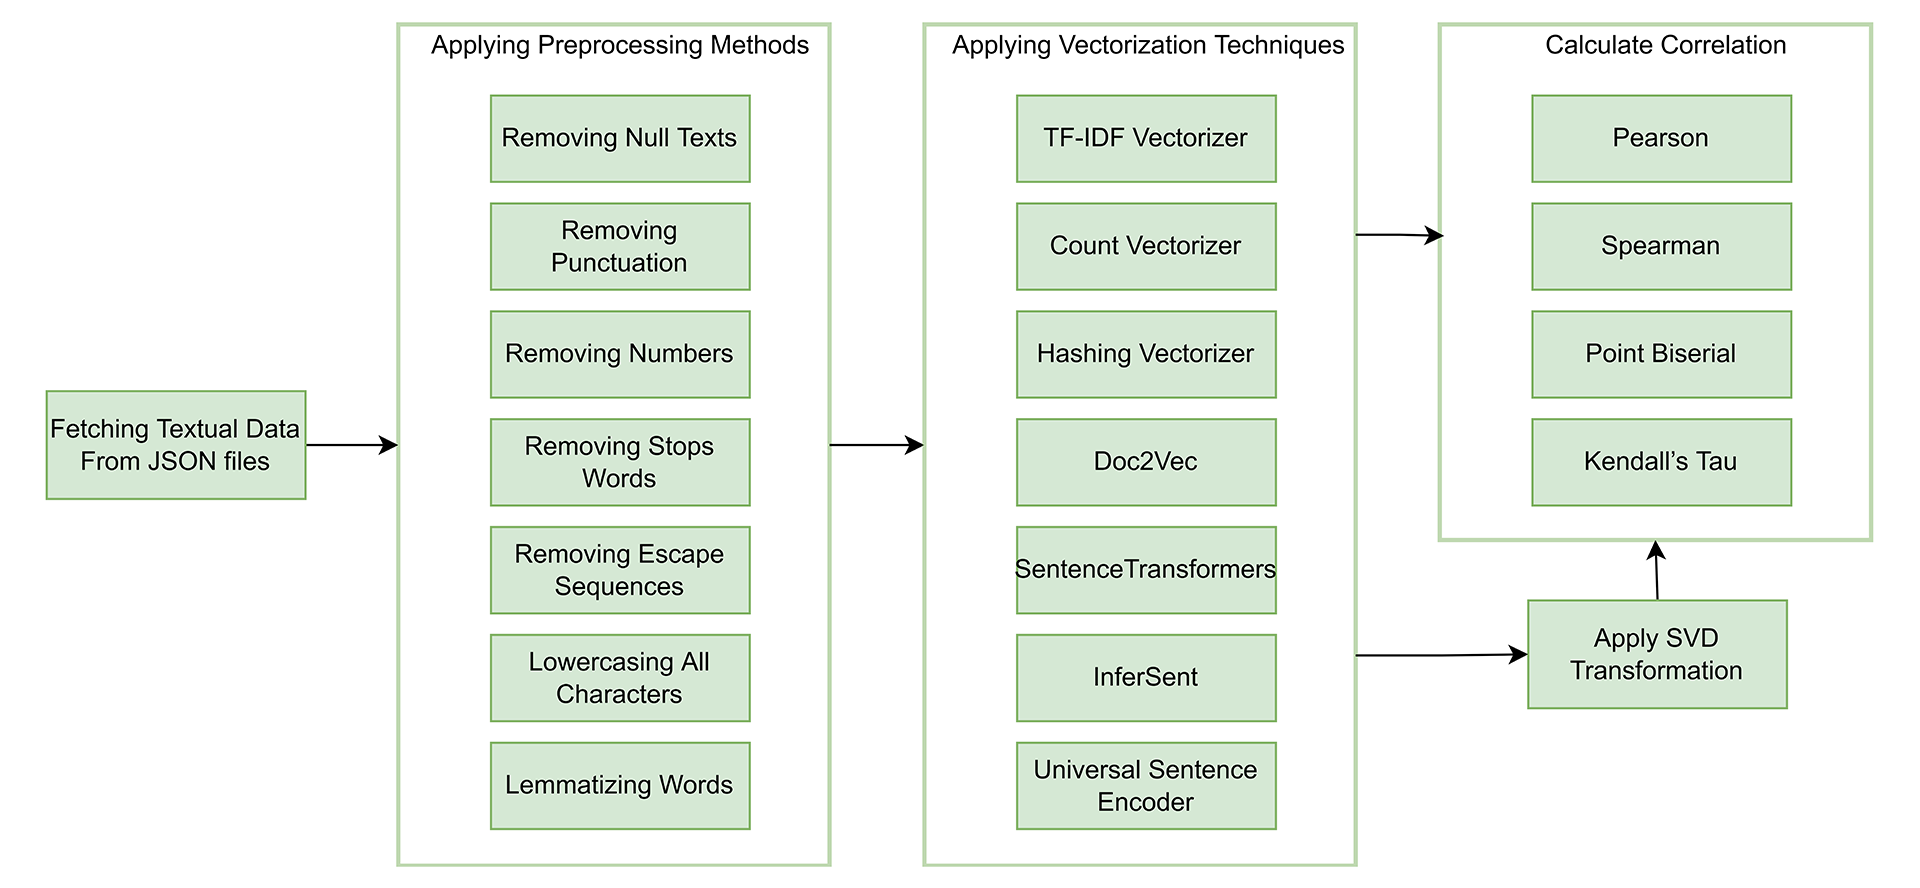 Fetching Textual Data
From JSON files
Applying Preprocessing Methods
Removing Null Texts
Removing
Punctuation
Removing Numbers
Removing Stops
Words
Removing Escape
Sequences
Lowercasing All
Characters
Lemmatizing Words
Applying Vectorization Techniques
TF-IDF Vectorizer
Count Vectorizer
Hashing Vectorizer
Doc2Vec
SentenceTransformers
InferSent
Universal Sentence
Encoder
Calculate Correlation
Pearson
Spearman
Point Biserial
Kendall’s Tau
Apply SVD
Transformation